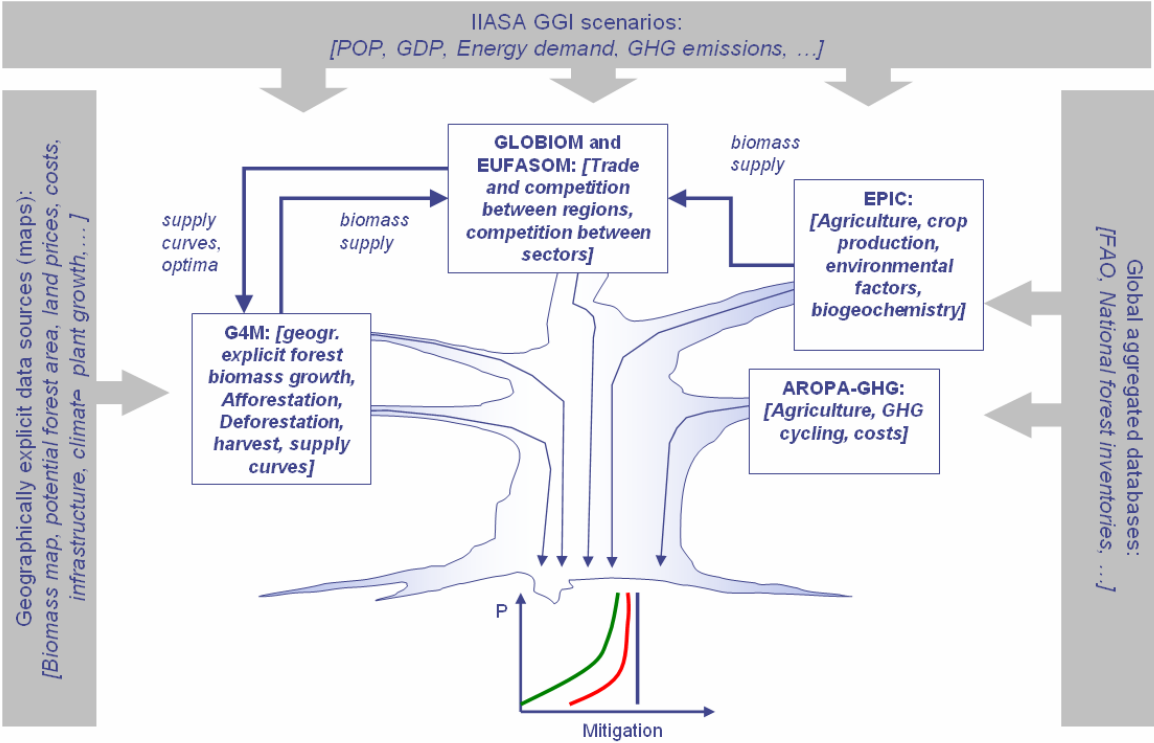 IIASA GGI scenarios:
[POP, GDP, Energy demand, GHG emissions, …]
Geographically explicit data sources (maps):
[Biomass map, potential forest area, land prices, costs,
infrastructure, climate plant growth,…]
supply
curves,
optima
biomass
supply
GLOBIOM and
EUFASOM: [Trade
and competition
between regions,
competition between
sectors]
biomass
supply
EPIC:
[Agriculture, crop
production,
environmental
factors,
biogeochemistry]
G4M: [geogr.
explicit forest
biomass growth,
Afforestation,
Deforestation,
harvest, supply
curves]
AROPA-GHG:
[Agriculture, GHG
cycling, costs]
Global aggregated databases:
[FAO, National forest inventories, …]
P
Mitigation